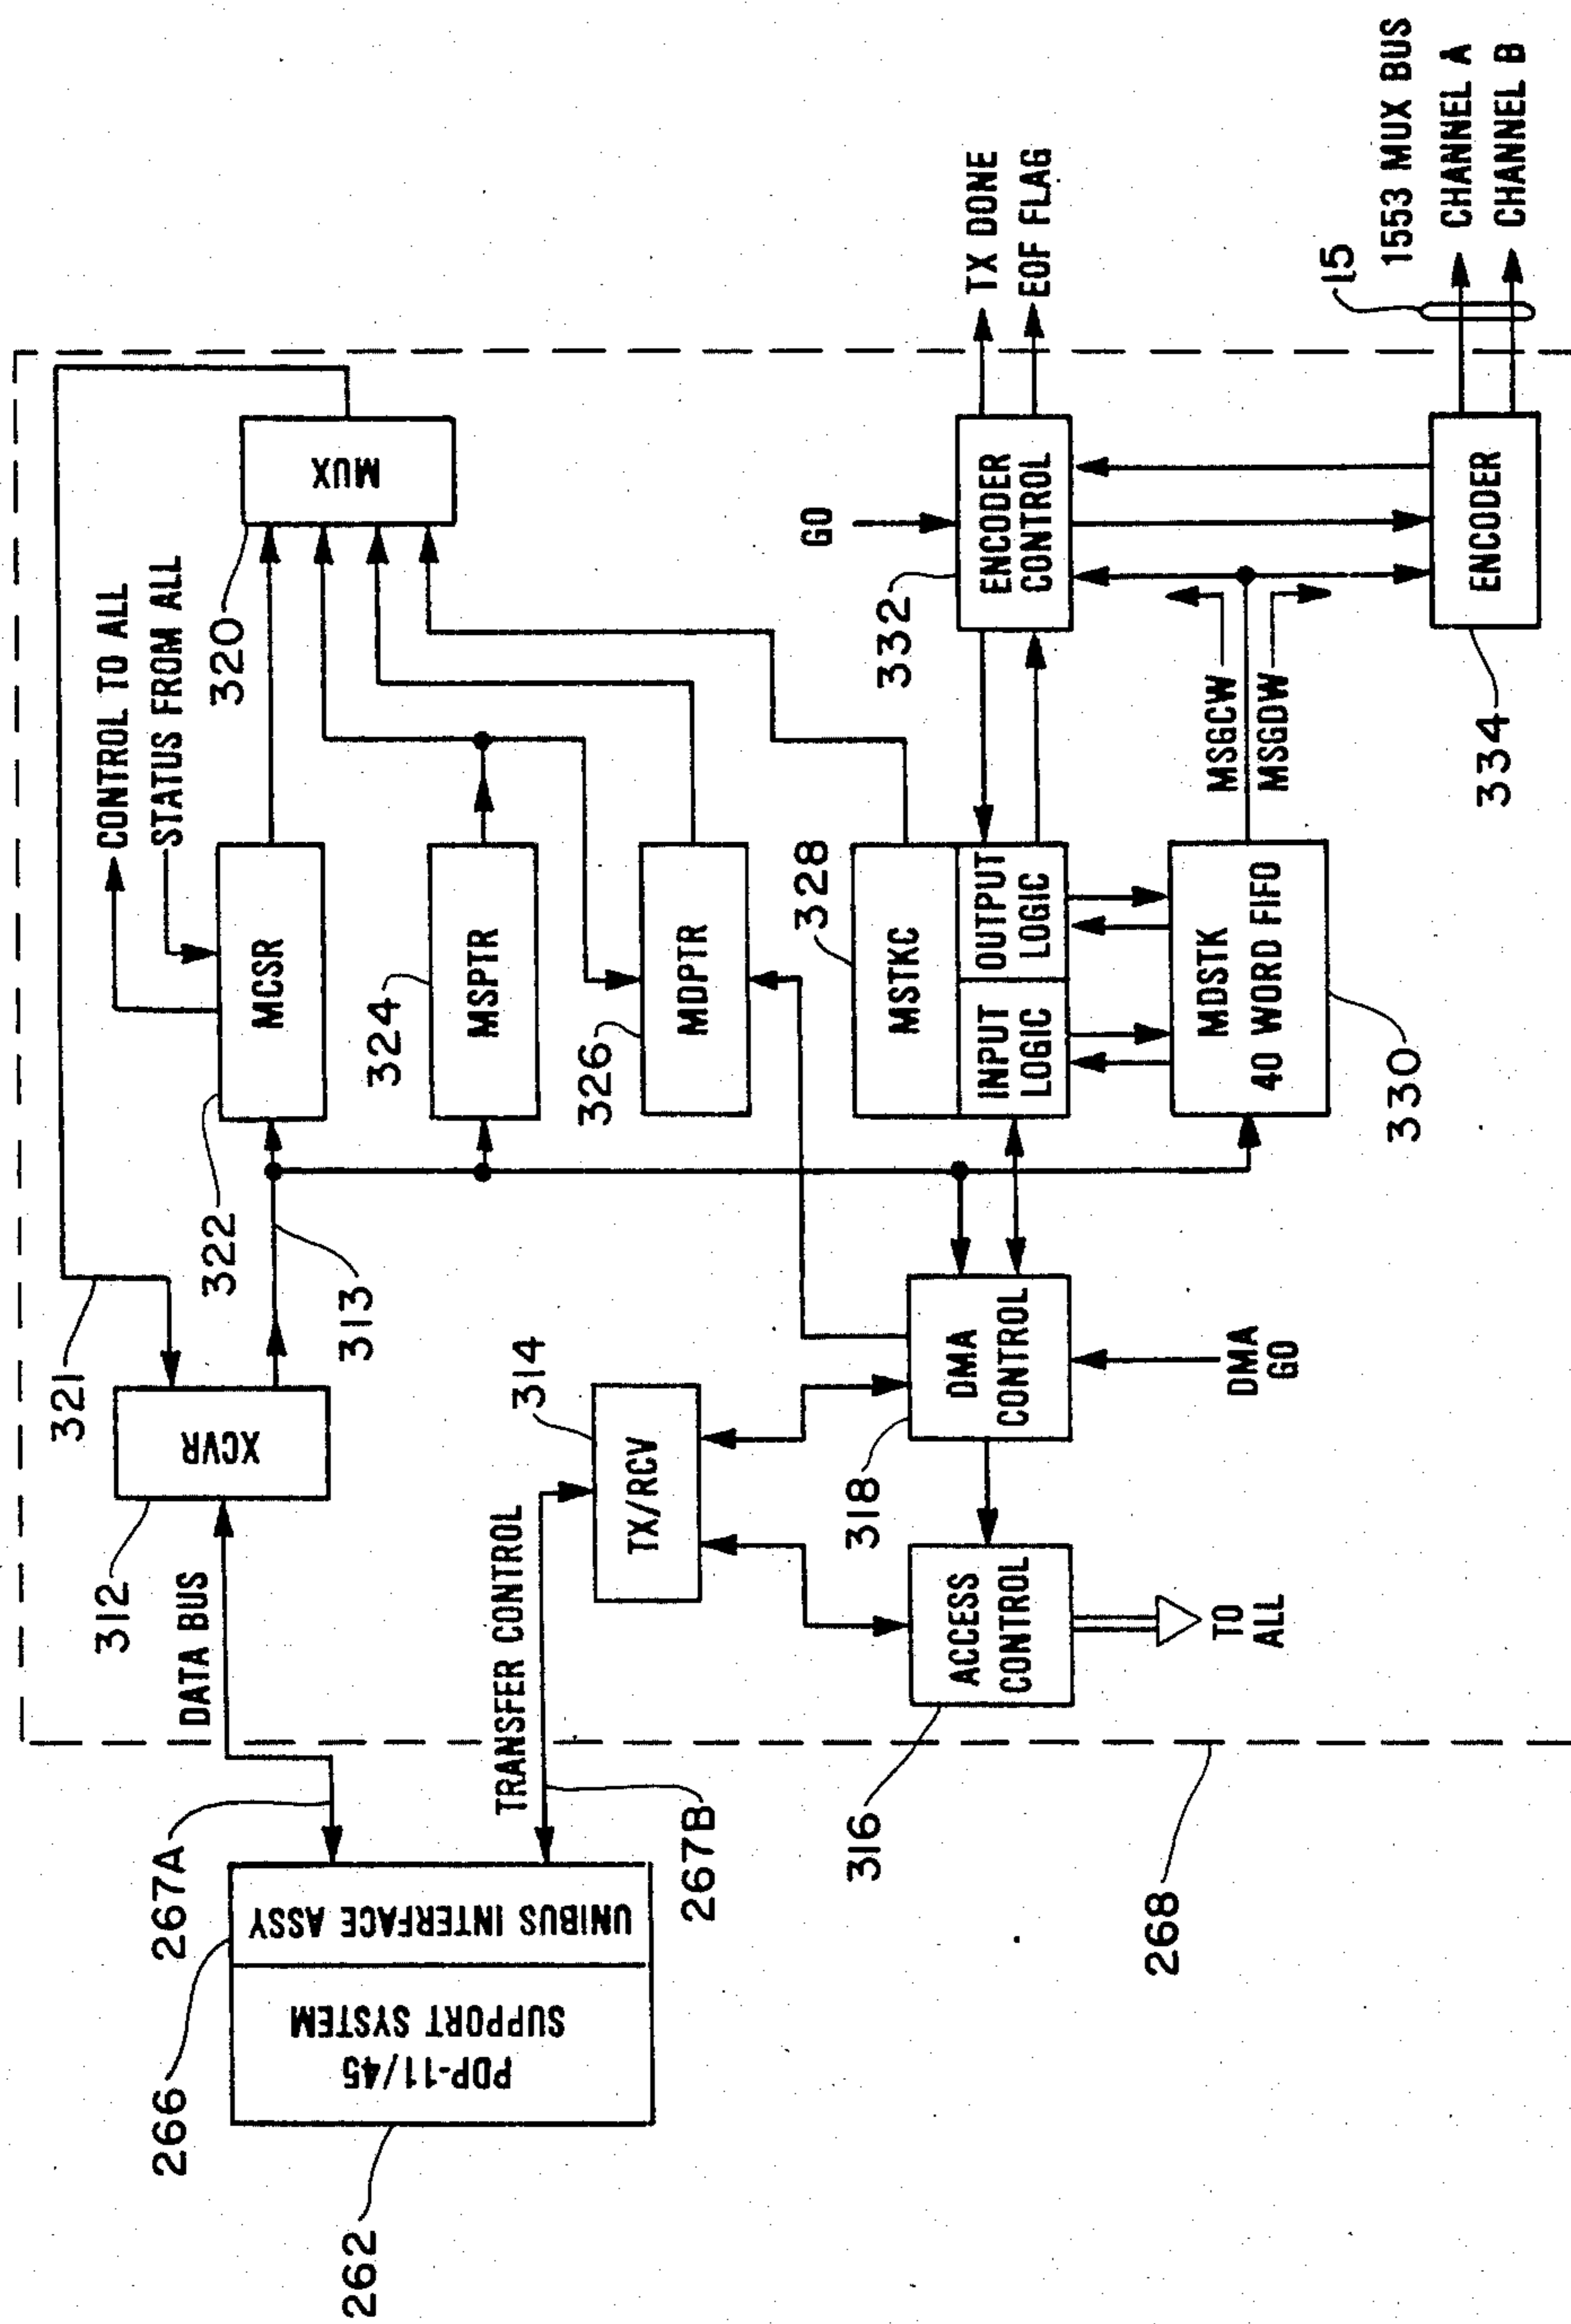 262
266
PDP-11/45
SUPPORT SYSTEM
UNIBUS INTERFACE ASSY
267A
267B
268
DATA BUS
TRANSFER CONTROL
312
XCVR
321
313
314
TX/RCV
316
ACCESS
CONTROL
TO
ALL
318
DMA
CONTROL
DMA
GO
322
MCSR
CONTROL TO ALL
STATUS FROM ALL
324
MSPTR
326
MDPTR
328
MSTKC
INPUT
LOGIC
OUTPUT
LOGIC
330
MDSTK
40 WORD FIFO
320
MUX
MSGCW
MSGDW
332
GO
ENCODER
CONTROL
TX DONE
EOF FLAG
334
ENCODER
15
1553 MUX BUS
CHANNEL A
CHANNEL B